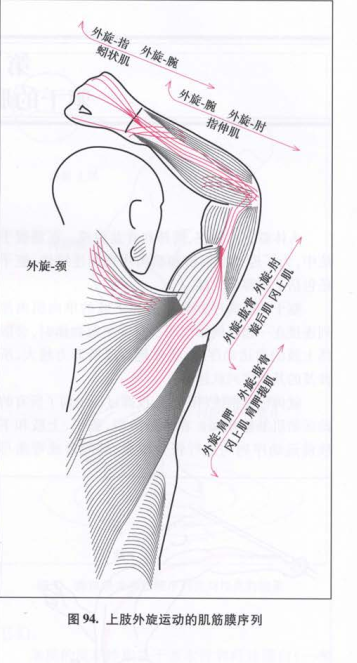 外旋-指 外旋-腕
蚓状肌
外旋-腕 外旋-肘
指伸肌
外旋-颈
外旋-肱骨 外旋-肘
旋后肌 冈上肌
外旋-肩胛 外旋-肱骨
冈上肌 肩胛提肌
图 94. 上肢外旋运动的肌筋膜序列